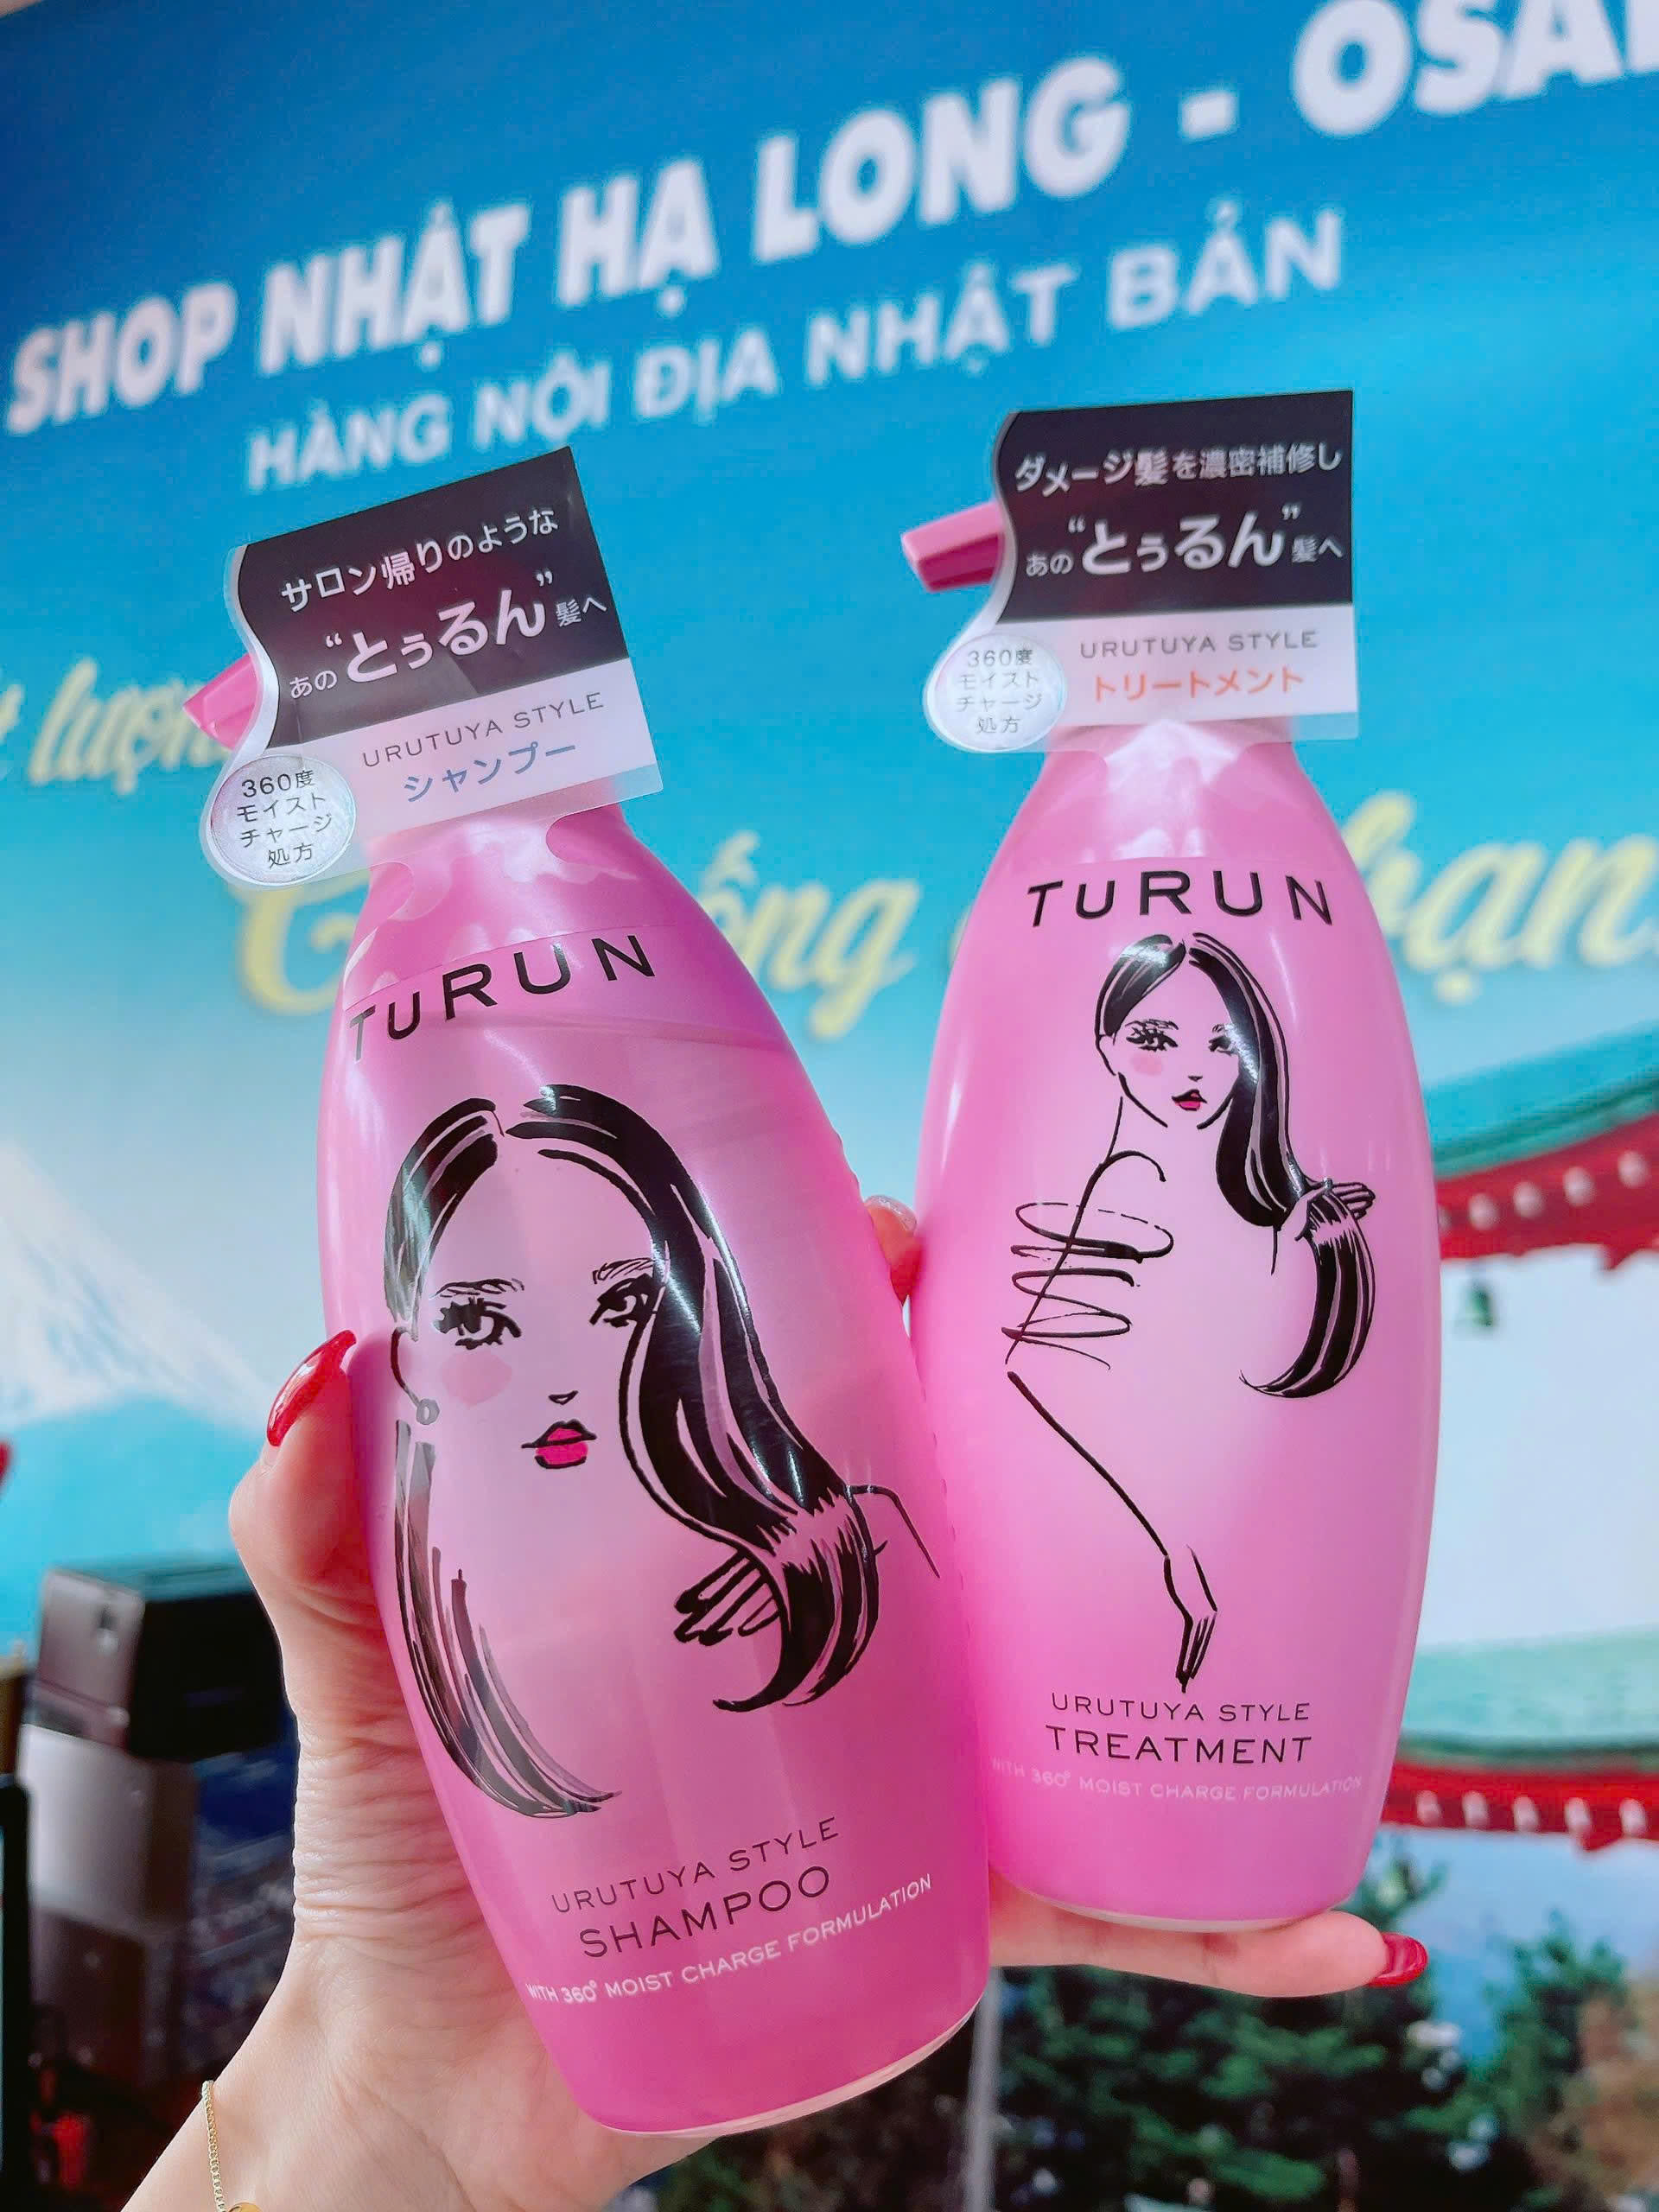 SHOP NHẬT HẠ LONG -
HÀNG NỘI ĐỊA NHẬT BẢN
サロン帰りのような
あの“とぅるん”髪へ
URUTUYA STYLE
シャンプー
360度
モイスト
チャージ
処方
ダメージ髪を濃密補修し
あの“とぅるん”髪へ
URUTUYA STYLE
トリートメント
360度
モイスト
チャージ
処方
TURUN
URUTUYA STYLE
SHAMPOO
WITH 360° MOIST CHARGE FORMULATION
TURUN
URUTUYA STYLE
TREATMENT
WITH 360° MOIST CHARGE FORMULATION